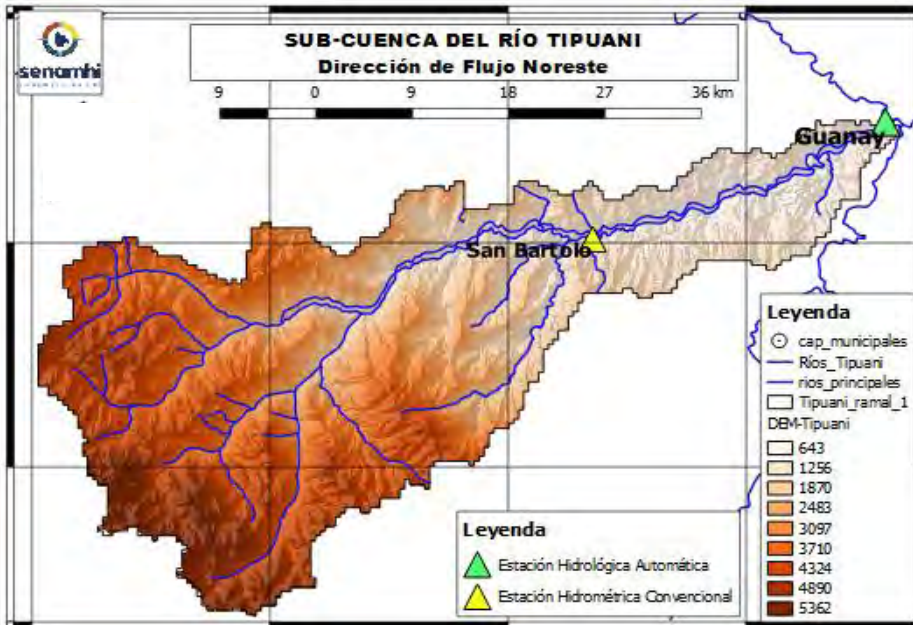 senamhi
SUB-CUENCA DEL RÍO TIPUANI
Dirección de Flujo Noreste
9 0 9 18 27 36 km
Guanay
San Bartolo
Leyenda
cap_municipales
Ríos_Tipuani
rios_principales
Tipuani_ramal_1
DEM-Tipuani
643
1256
1870
2483
3097
3710
4324
4890
5362
Leyenda
Estación Hidrológica Automática
Estación Hidrométrica Convencional